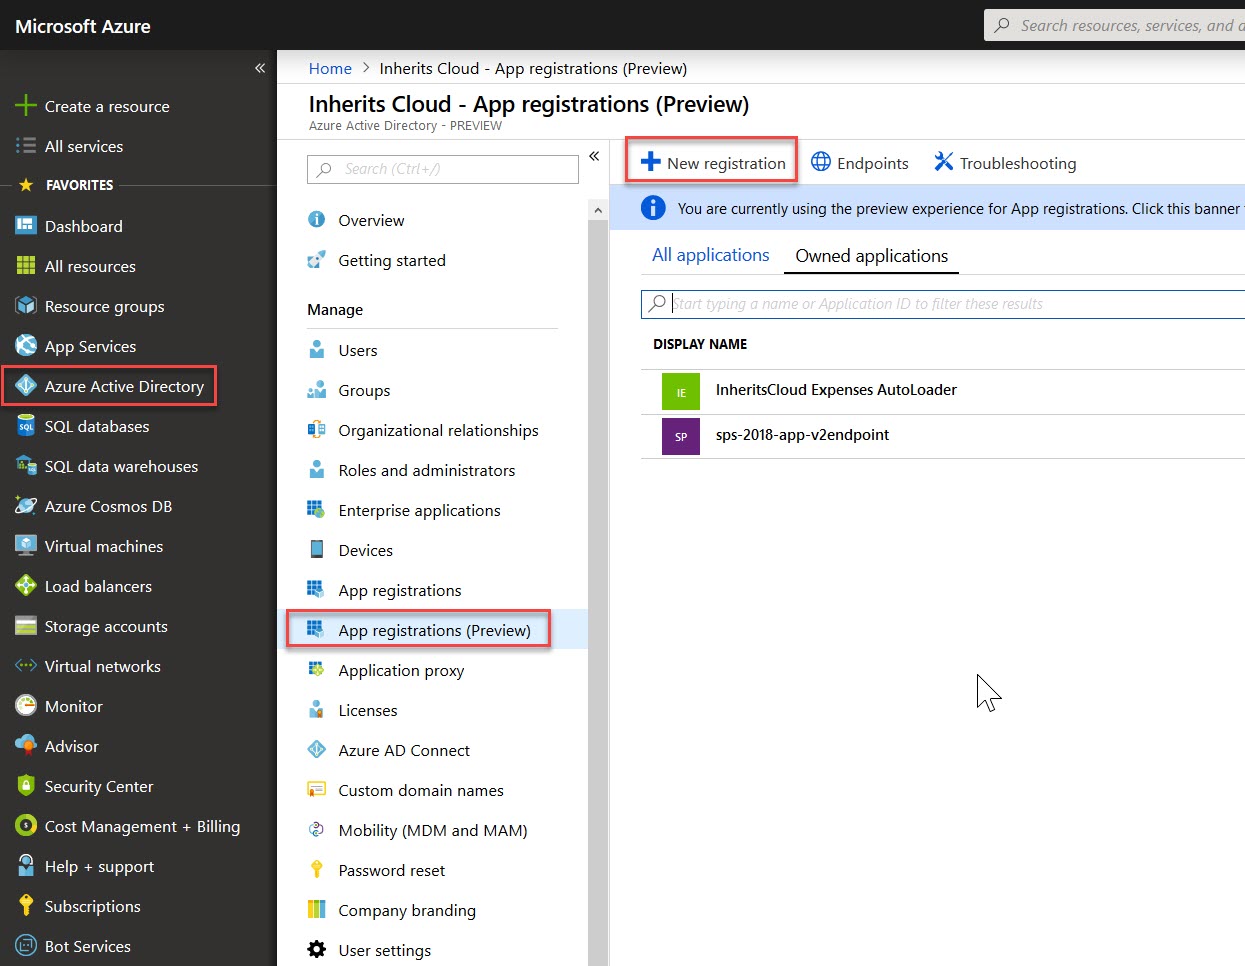 Microsoft Azure
Search resources, services, and
Create a resource
All services
FAVORITES
Dashboard
All resources
Resource groups
App Services
Azure Active Directory
SQL databases
SQL data warehouses
Azure Cosmos DB
Virtual machines
Load balancers
Storage accounts
Virtual networks
Monitor
Advisor
Security Center
Cost Management + Billing
Help + support
Subscriptions
Bot Services
Home > Inherits Cloud - App registrations (Preview)
Inherits Cloud - App registrations (Preview)
Azure Active Directory - PREVIEW
Search (Ctrl+/)
Overview
Getting started
Manage
Users
Groups
Organizational relationships
Roles and administrators
Enterprise applications
Devices
App registrations
App registrations (Preview)
Application proxy
Licenses
Azure AD Connect
Custom domain names
Mobility (MDM and MAM)
Password reset
Company branding
User settings
New registration Endpoints Troubleshooting
You are currently using the preview experience for App registrations. Click this banner
All applications Owned applications
Start typing a name or Application ID to filter these results
DISPLAY NAME
IE InheritsCloud Expenses AutoLoader
SP sps-2018-app-v2endpoint